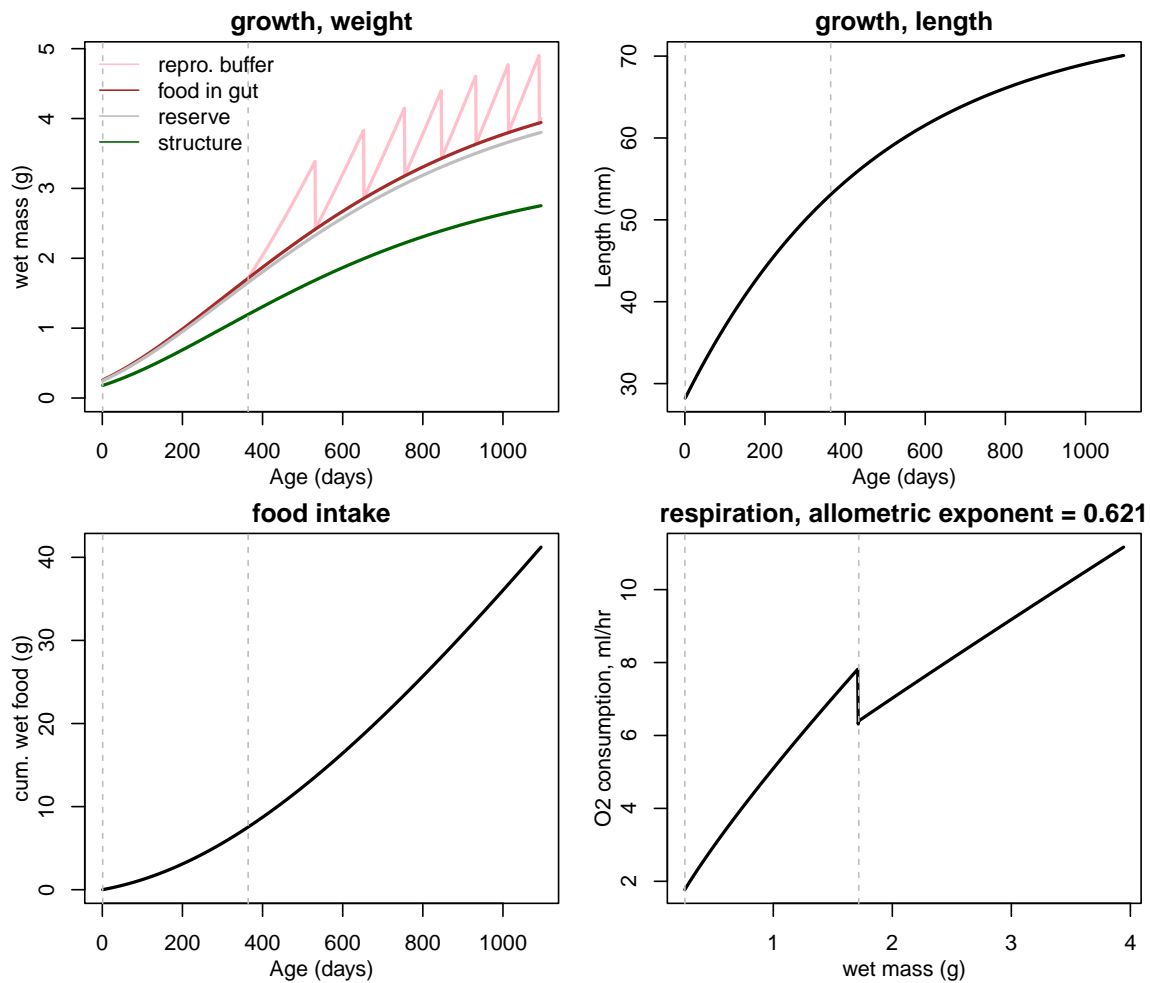 growth, weight
wet mass (g)
5
4
3
2
1
0
repro. buffer
food in gut
reserve
structure
0 200 400 600 800 1000
Age (days)
growth, length
Length (mm)
70
60
50
40
30
0 200 400 600 800 1000
Age (days)
food intake
cum. wet food (g)
40
30
20
10
0
0 200 400 600 800 1000
Age (days)
respiration, allometric exponent = 0.621
O2 consumption, ml/hr
10
8
6
4
2
1 2 3 4
wet mass (g)